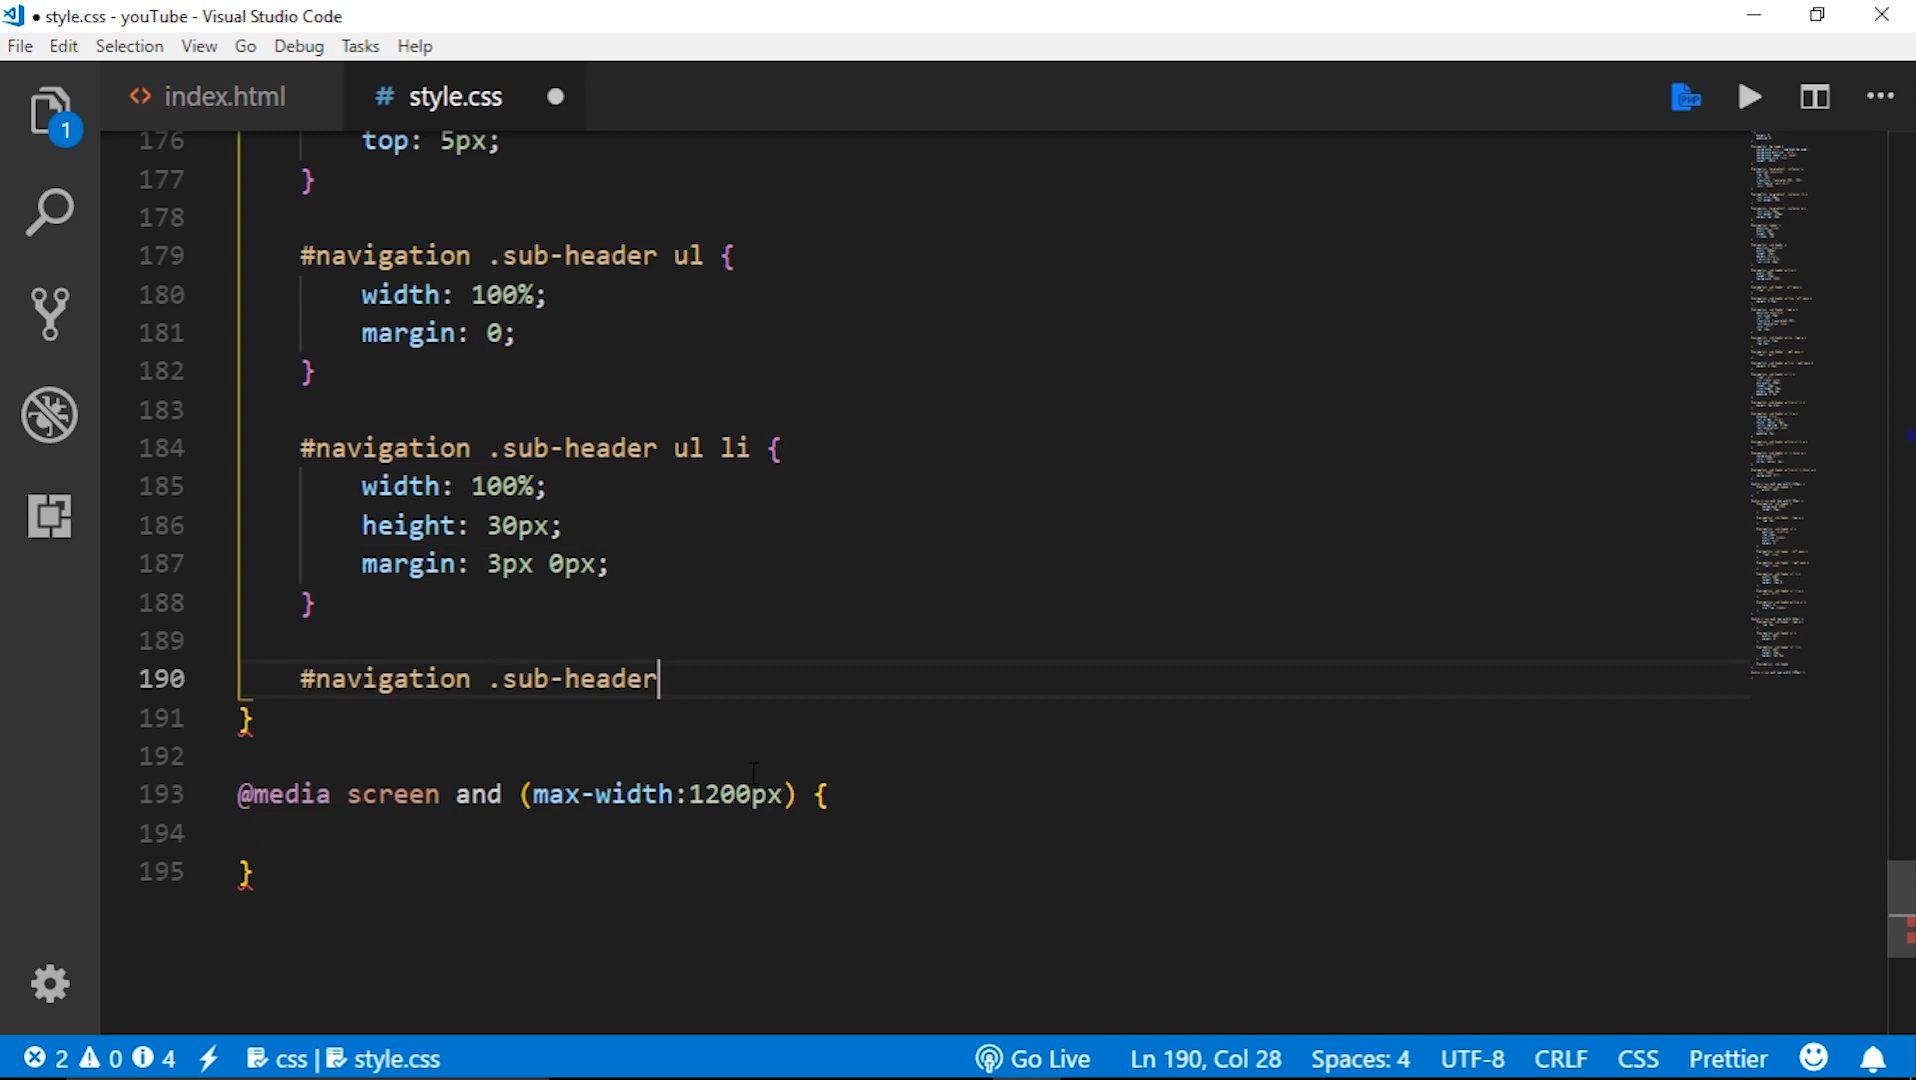 style.css - youTube - Visual Studio Code
File Edit Selection View Go Debug Tasks Help
1
index.html
# style.css
PHP
176 top: 5px;
177 }
178
179 #navigation .sub-header ul {
180 width: 100%;
181 margin: 0;
182 }
183
184 #navigation .sub-header ul li {
185 width: 100%;
186 height: 30px;
187 margin: 3px 0px;
188 }
189
190 #navigation .sub-header
191 }
192
193 @media screen and (max-width:1200px) {
194
195 }
2 0 4 css | style.css Go Live Ln 190, Col 28 Spaces: 4 UTF-8 CRLF CSS Prettier